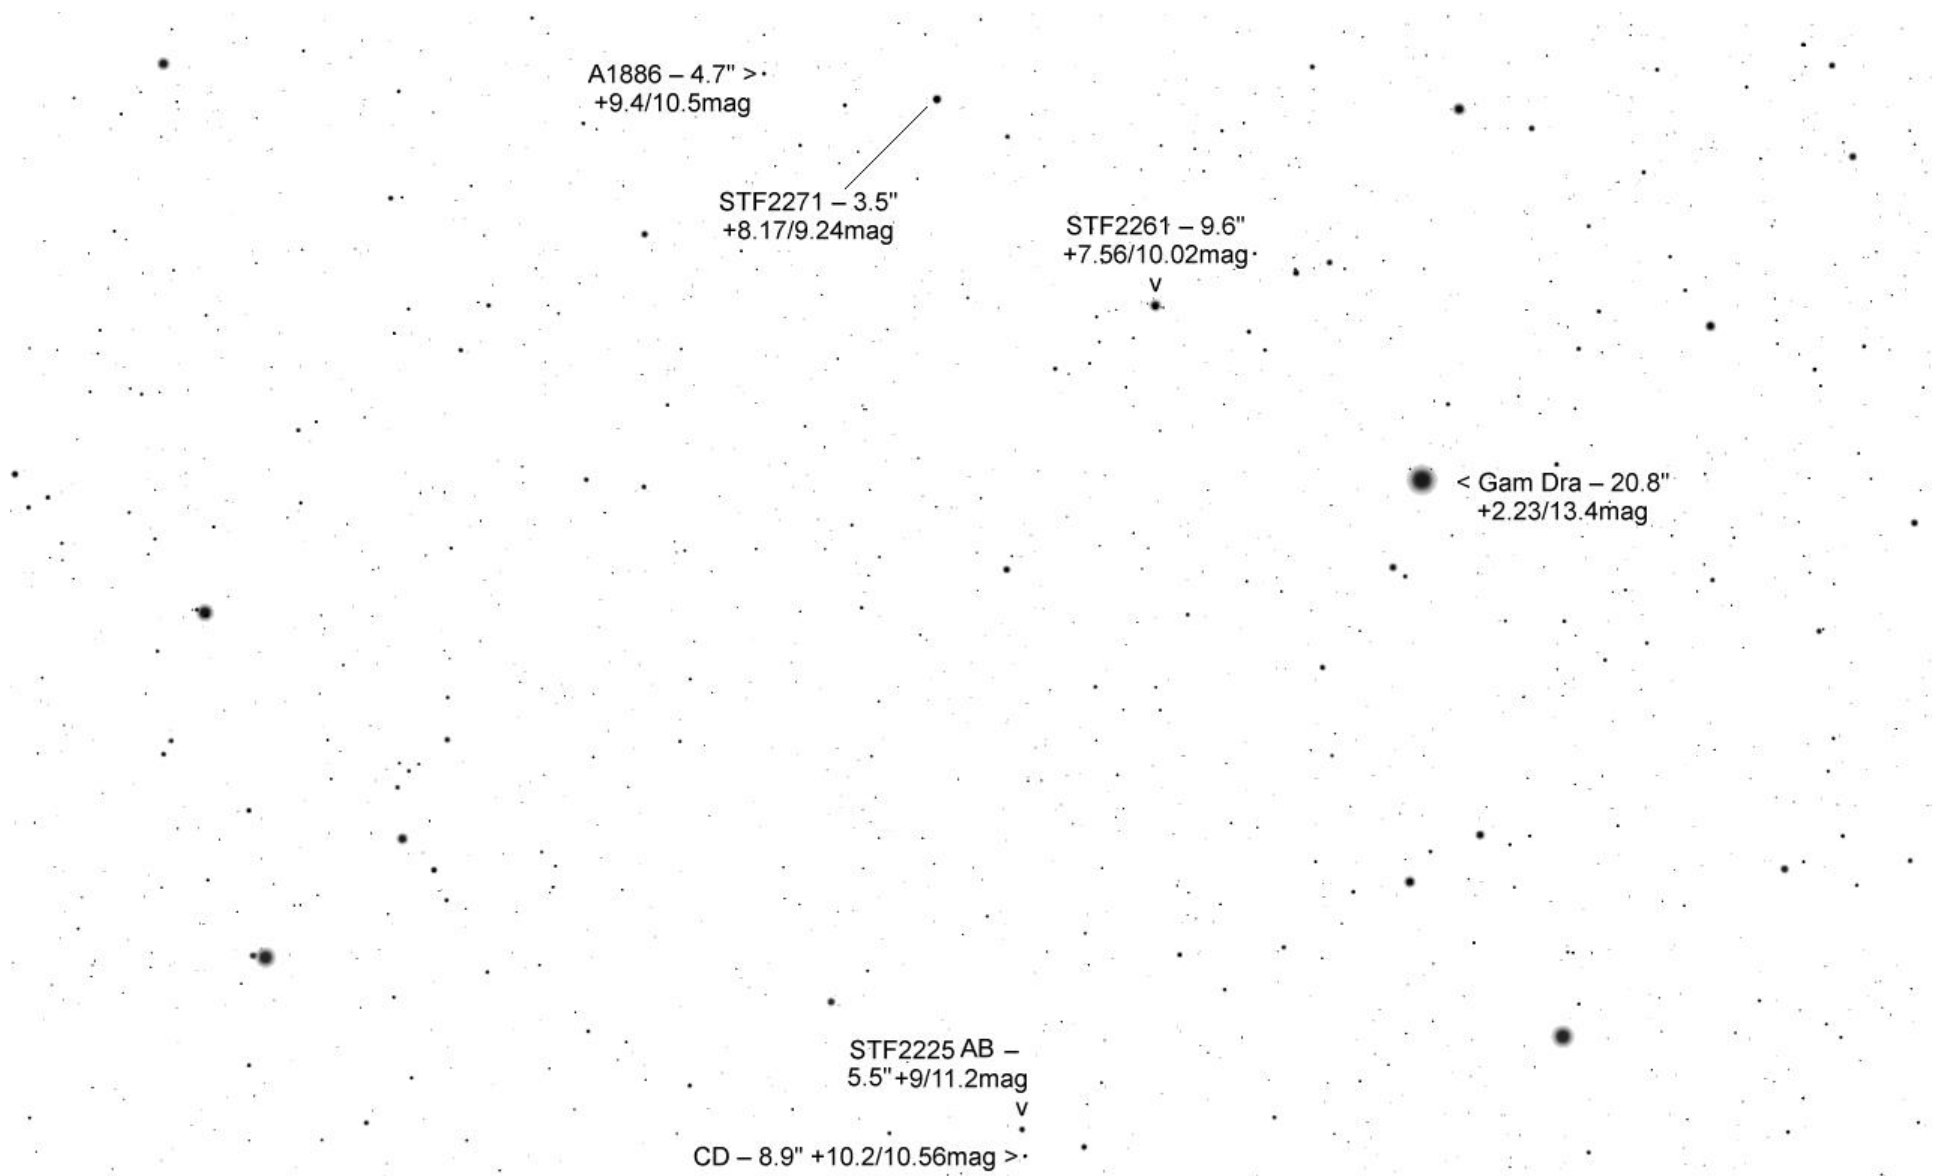 A1886 – 4.7" >
+9.4/10.5mag
STF2271 – 3.5"
+8.17/9.24mag
STF2261 – 9.6"
+7.56/10.02mag
v
< Gam Dra – 20.8"
+2.23/13.4mag
STF2225 AB –
5.5" +9/11.2mag
v
CD – 8.9" +10.2/10.56mag >